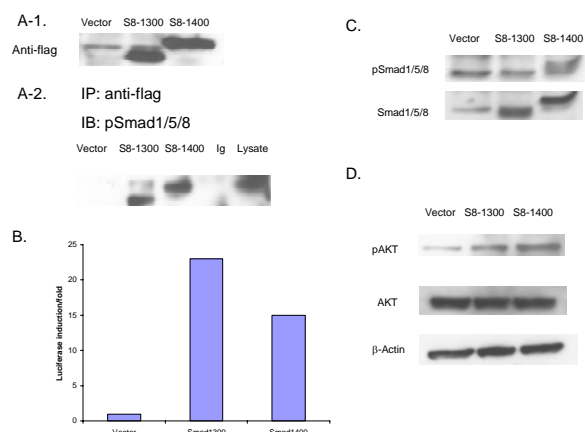 A-1.
Vector S8-1300 S8-1400
Anti-flag
A-2. IP: anti-flag
IB: pSmad1/5/8
Vector S8-1300 S8-1400 Ig Lysate
B.
Luciferase induction/fold
25
20
15
10
5
0
Vector Smad1300 Smad1400
C.
Vector S8-1300 S8-1400
pSmad1/5/8
Smad1/5/8
D.
Vector S8-1300 S8-1400
pAKT
AKT
β-Actin